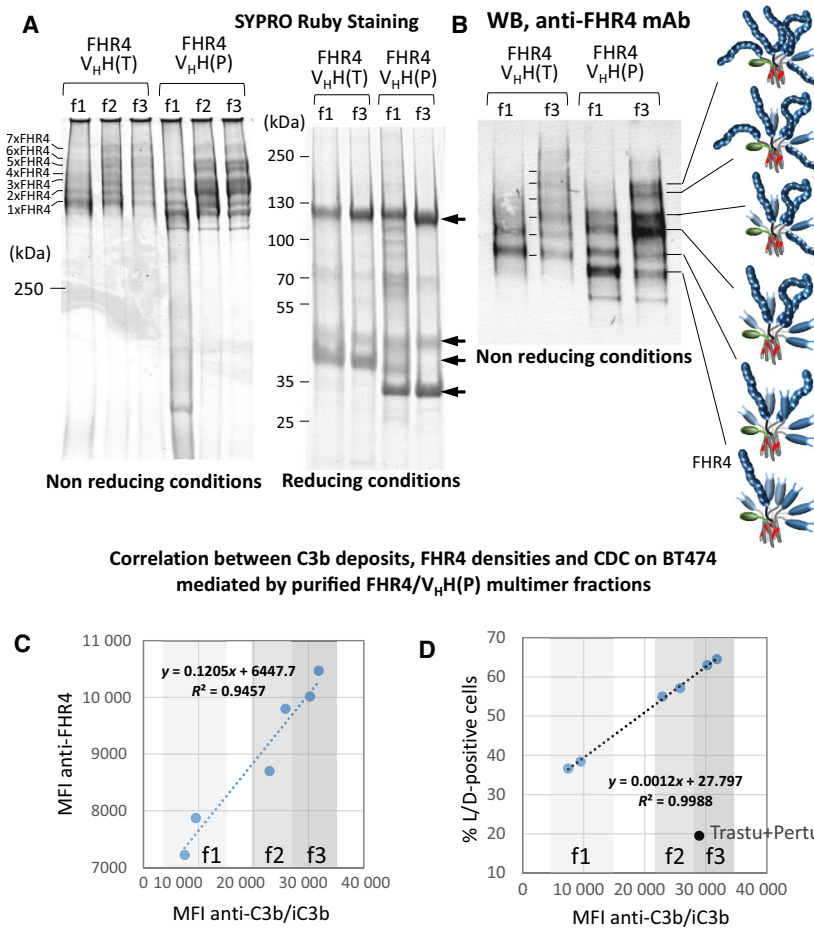 A
SYPRO Ruby Staining
FHR4
VHH(T)
FHR4
VHH(P)
f1 f2 f3 f1 f2 f3
7xFHR4
6xFHR4
5xFHR4
4xFHR4
3xFHR4
2xFHR4
1xFHR4
(kDa)
250
Non reducing conditions
FHR4
VHH(T)
FHR4
VHH(P)
(kDa)
f1 f3 f1 f3
250
130
100
70
55
35
25
Reducing conditions
B WB, anti-FHR4 mAb
FHR4
VHH(T)
FHR4
VHH(P)
f1 f3 f1 f3
Non reducing conditions
FHR4
Correlation between C3b deposits, FHR4 densities and CDC on BT474
mediated by purified FHR4/VHH(P) multimer fractions
C
MFI anti-FHR4
11 000
10 000
9000
8000
7000
y = 0.1205x + 6447.7
R² = 0.9457
f1 f2 f3
0 10 000 20 000 30 000 40 000
MFI anti-C3b/iC3b
D
% L/D-positive cells
70
60
50
40
30
20
10
y = 0.0012x + 27.797
R² = 0.9988
Trastu+Pertu
f1 f2 f3
0 10 000 20 000 30 000 40 000
MFI anti-C3b/iC3b